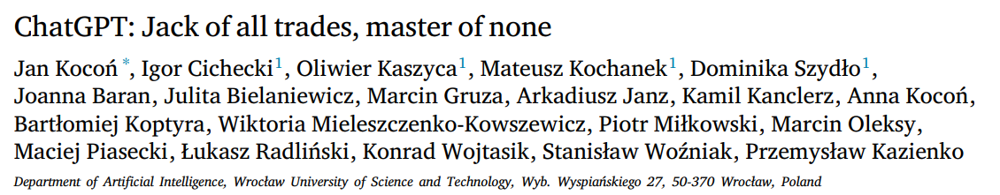 ChatGPT: Jack of all trades, master of none
Jan Kocoń *, Igor Cichecki1, Oliwier Kaszyca1, Mateusz Kochanek1, Dominika Szydło1,
Joanna Baran, Julita Bielaniewicz, Marcin Gruza, Arkadiusz Janz, Kamil Kanclerz, Anna Kocoń,
Bartłomiej Koptyra, Wiktoria Mieleszczenko-Kowszewicz, Piotr Miłkowski, Marcin Oleksy,
Maciej Piasecki, Łukasz Radliński, Konrad Wojtasik, Stanisław Woźniak, Przemysław Kazienko
Department of Artificial Intelligence, Wrocław University of Science and Technology, Wyb. Wyspiańskiego 27, 50-370 Wrocław, Poland